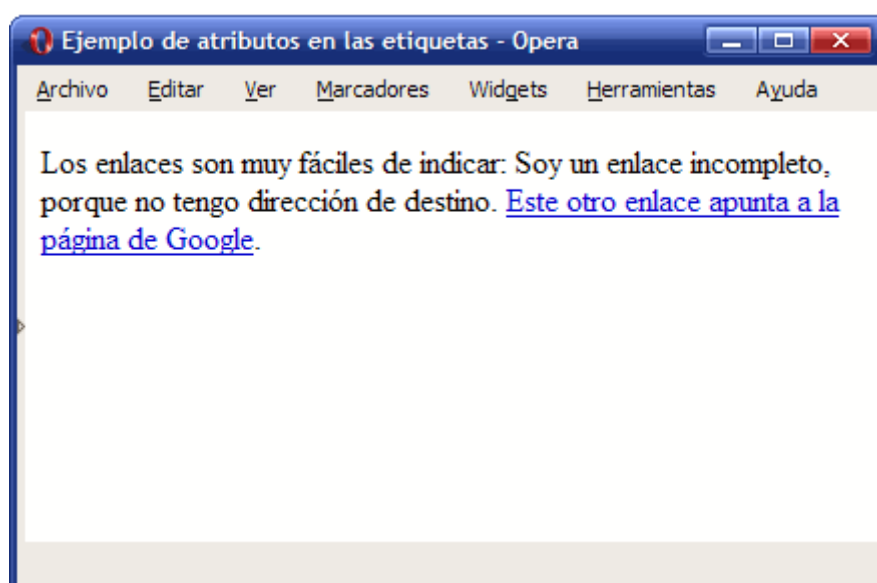 Ejemplo de atributos en las etiquetas - Opera
Archivo Editar Ver Marcadores Widgets Herramientas Ayuda
Los enlaces son muy fáciles de indicar: Soy un enlace incompleto,
porque no tengo dirección de destino. Este otro enlace apunta a la
página de Google.